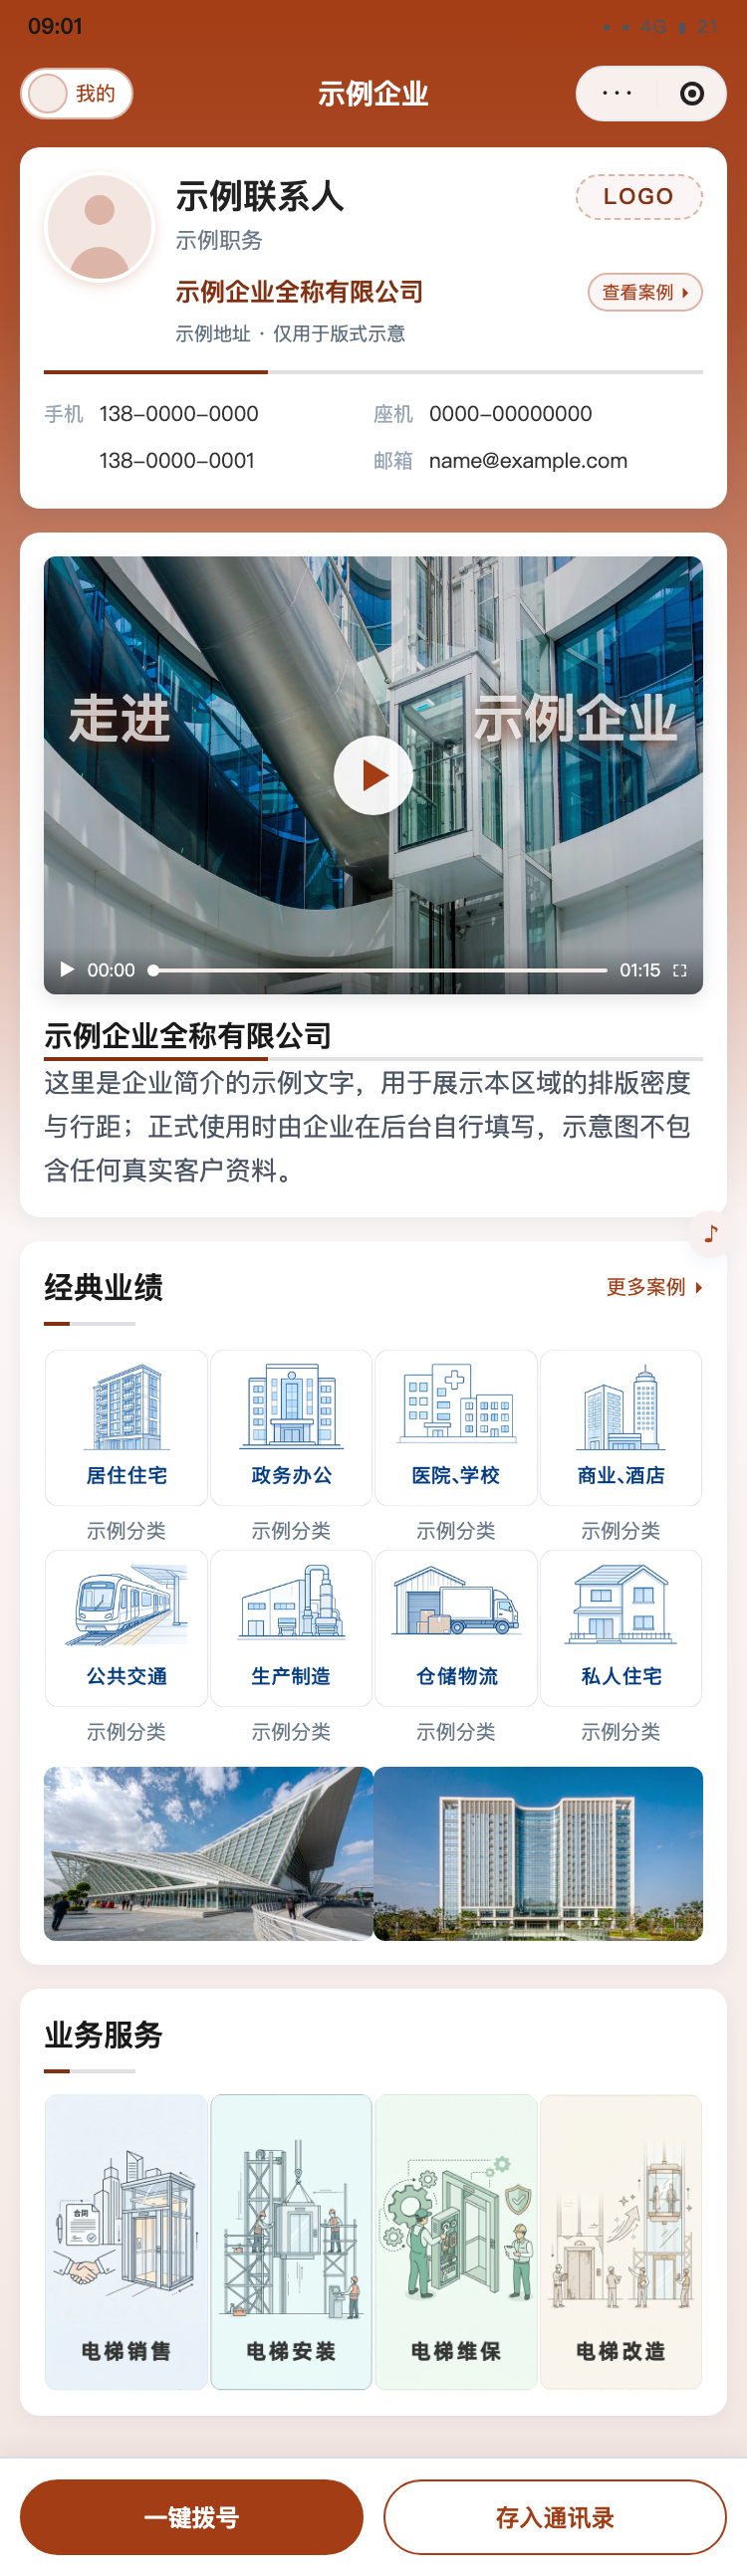 09:01
4G 21
我的
示例企业
示例联系人
LOGO
示例职务
示例企业全称有限公司
查看案例
示例地址 · 仅用于版式示意
手机 138-0000-0000
座机 0000-00000000
138-0000-0001
邮箱 name@example.com
走进
示例企业
00:00
01:15
示例企业全称有限公司
这里是企业简介的示例文字，用于展示本区域的排版密度
与行距；正式使用时由企业在后台自行填写，示意图不包
含任何真实客户资料。
经典业绩
更多案例
居住住宅
政务办公
医院、学校
商业、酒店
示例分类
示例分类
示例分类
示例分类
公共交通
生产制造
仓储物流
私人住宅
示例分类
示例分类
示例分类
示例分类
业务服务
合同
电梯销售
电梯安装
电梯维保
电梯改造
一键拨号
存入通讯录